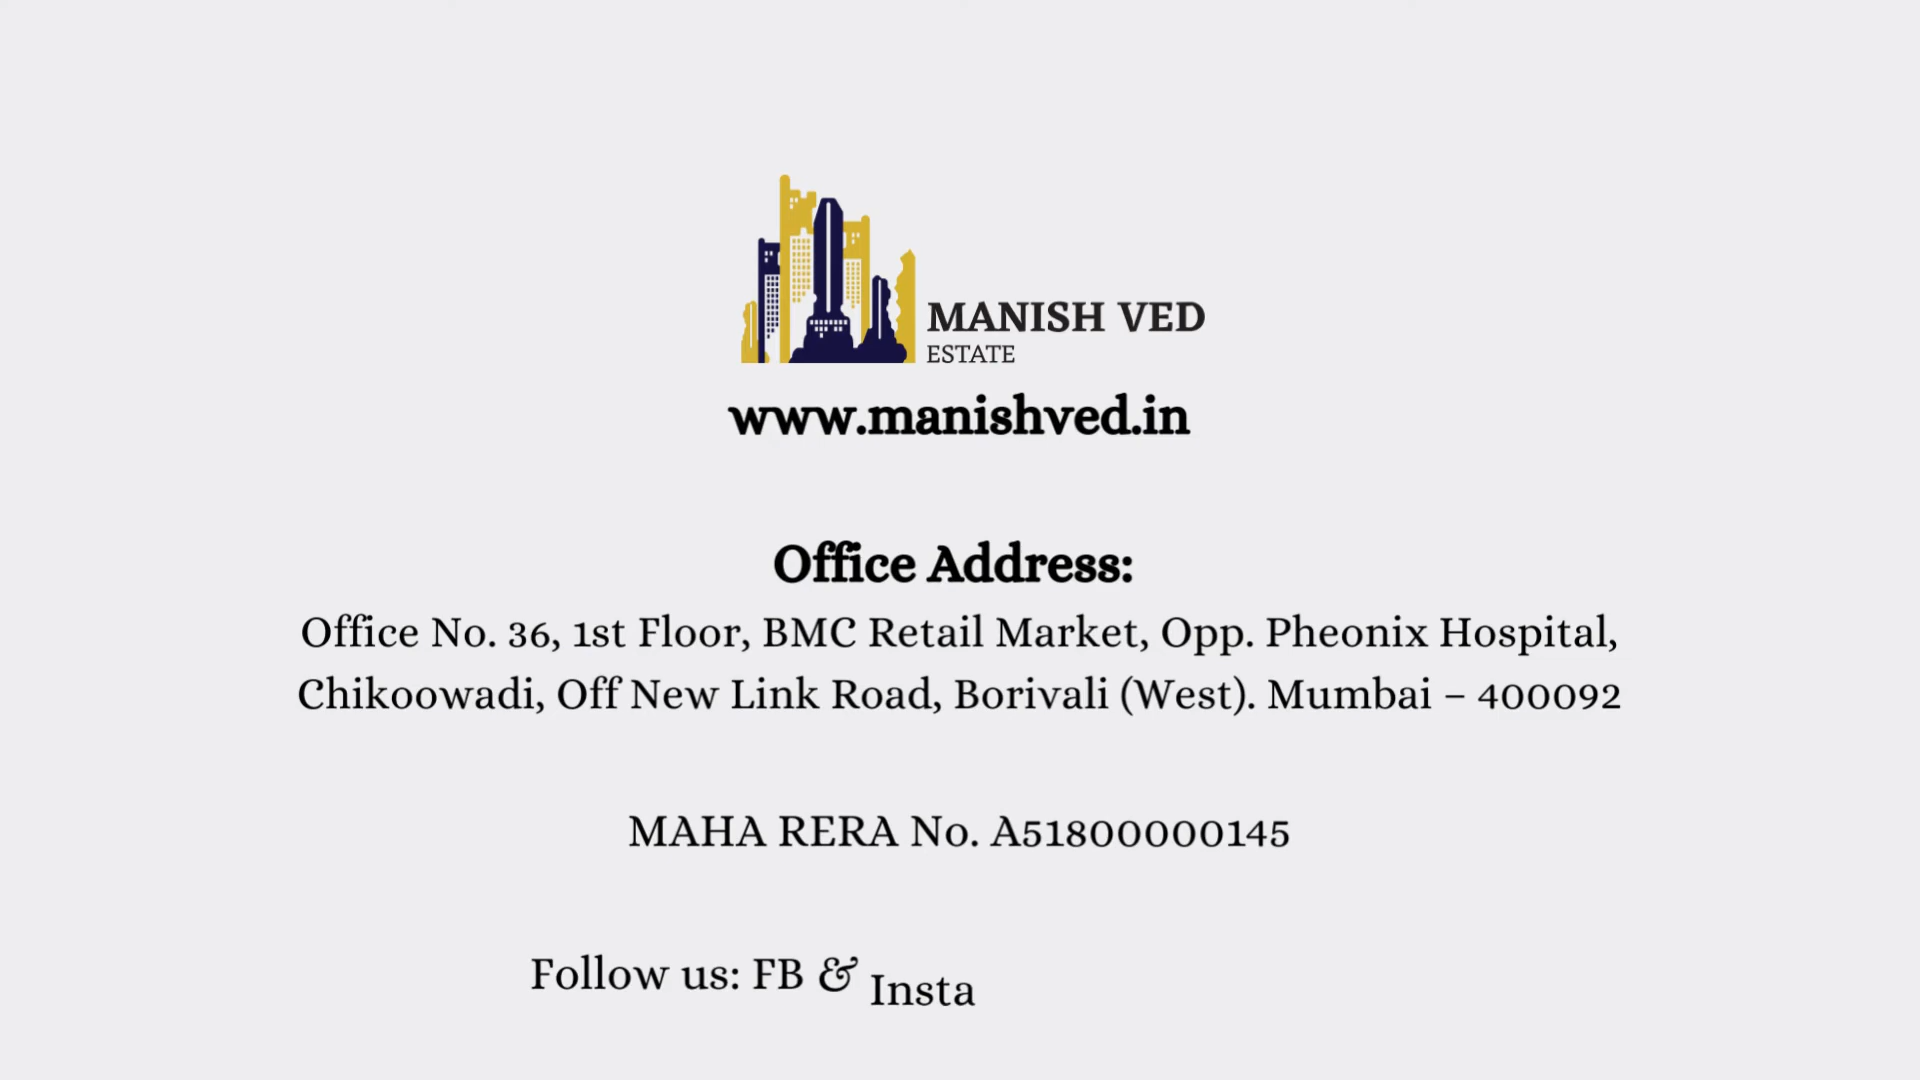 MANISH VED
ESTATE
www.manishved.in
Office Address:
Office No. 36, 1st Floor, BMC Retail Market, Opp. Pheonix Hospital,
Chikoowadi, Off New Link Road, Borivali (West). Mumbai – 400092
MAHA RERA No. A51800000145
Follow us: FB & Insta